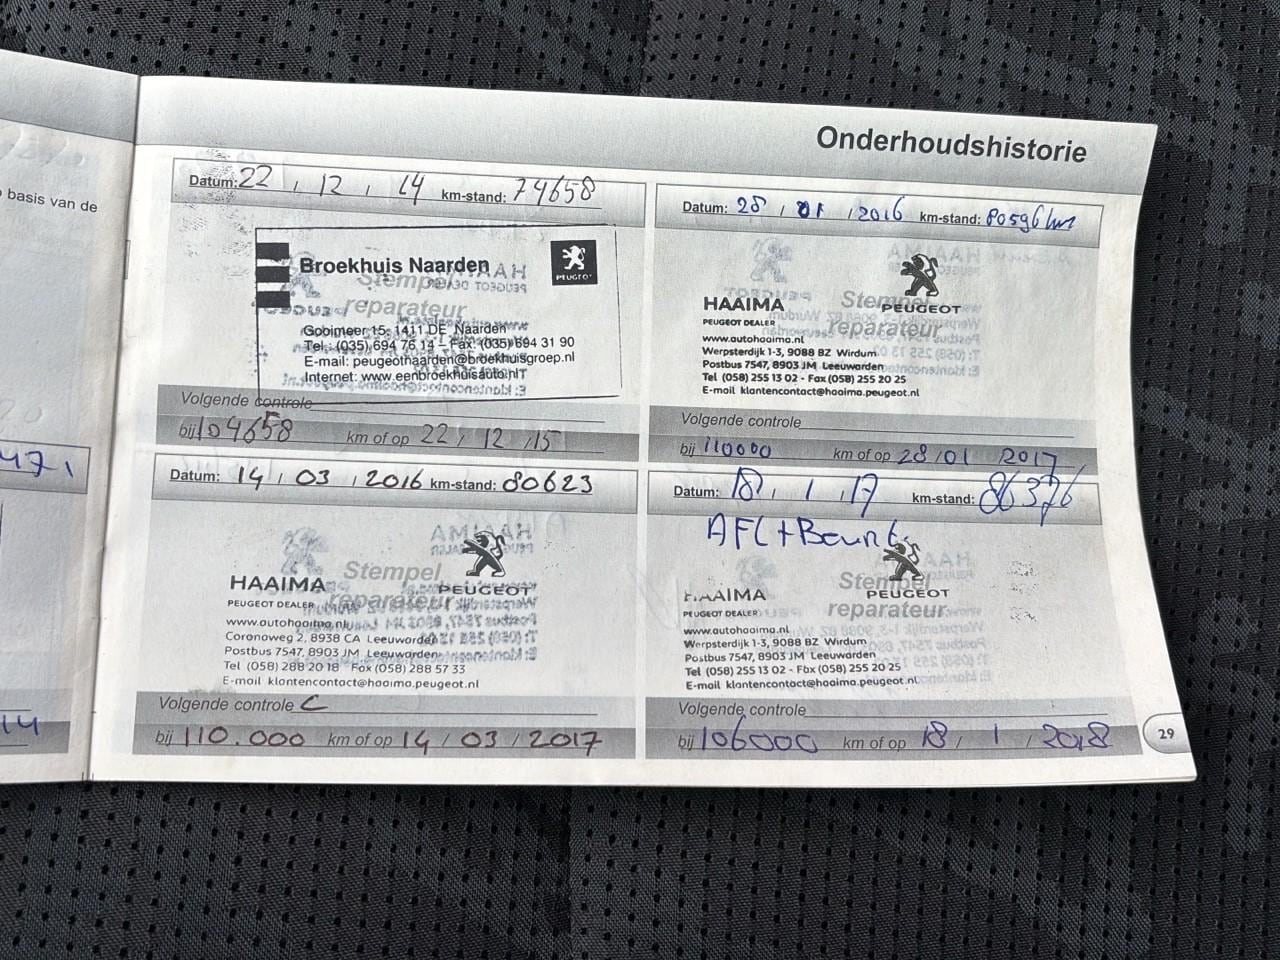 basis van de
471
14
Onderhoudshistorie
Datum: 22 / 12 / 14 km-stand: 74658
Broekhuis Naarden
PEUGEOT
Stempel
reparateur
Gooimeer 15, 1411 DE Naarden
Tel.: (035) 694 76 14 – Fax: (035) 694 31 90
E-mail: peugeotnaarden@broekhuisgroep.nl
Internet: www.eenbroekhuisauto.nl
Volgende controle
bij 104658 km of op 22 / 12 / 15
Datum: 28 / 01 / 2016 km-stand: 80596 km
Stempel
HAAIMA PEUGEOT
PEUGEOT DEALER reparateur
www.autohaaima.nl
Werpsterdijk 1-3, 9088 BZ Wirdum
Postbus 7547, 8903 JM Leeuwarden
Tel (058) 255 13 02 - Fax (058) 255 20 25
E-mail klantencontact@haaima.peugeot.nl
Volgende controle
bij 110000 km of op 28 / 01 / 2017
Datum: 14 / 03 / 2016 km-stand: 80623
Stempel
HAAIMA PEUGEOT
PEUGEOT DEALER reparateur
www.autohaaima.nl
Coronaweg 2, 8938 CA Leeuwarden
Postbus 7547, 8903 JM Leeuwarden
Tel (058) 288 20 18 Fax (058) 288 57 33
E-mail klantencontact@haaima.peugeot.nl
Volgende controle C
bij 110.000 km of op 14 / 03 / 2017
Datum: 18 / 1 / 17 km-stand: 86376
Stempel
HAAIMA PEUGEOT
PEUGEOT DEALER reparateur
www.autohaaima.nl
Werpsterdijk 1-3, 9088 BZ Wirdum
Postbus 7547, 8903 JM Leeuwarden
Tel (058) 255 13 02 - Fax (058) 255 20 25
E-mail klantencontact@haaima.peugeot.nl
Volgende controle
bij 106000 km of op 18 / 1 / 2018
29